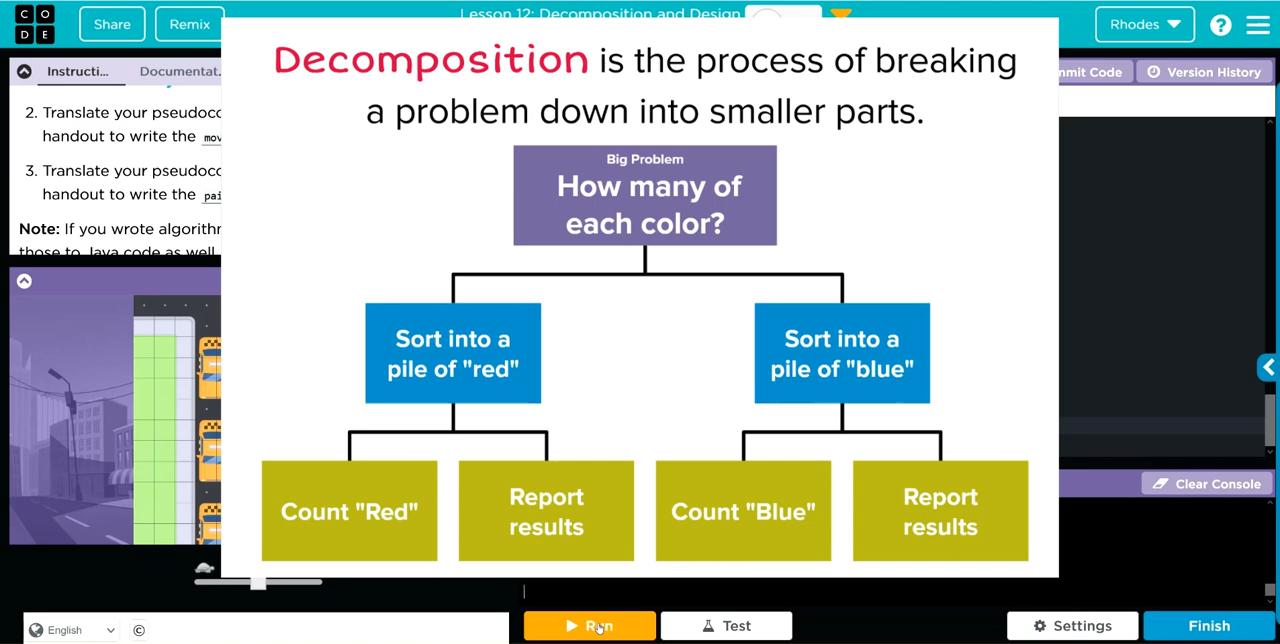 C O
D E
Share
Remix
Lesson 12: Decomposition and Design
Rhodes
?
Instructi...
Documentat.
mmit Code
Version History
2. Translate your pseudoco
handout to write the mov
3. Translate your pseudoco
handout to write the pai
Note: If you wrote algorithr
those to Java code as well
Decomposition is the process of breaking
a problem down into smaller parts.
Big Problem
How many of
each color?
Sort into a
pile of "red"
Sort into a
pile of "blue"
Count "Red"
Report
results
Count "Blue"
Report
results
Clear Console
English
©
Run
Test
Settings
Finish